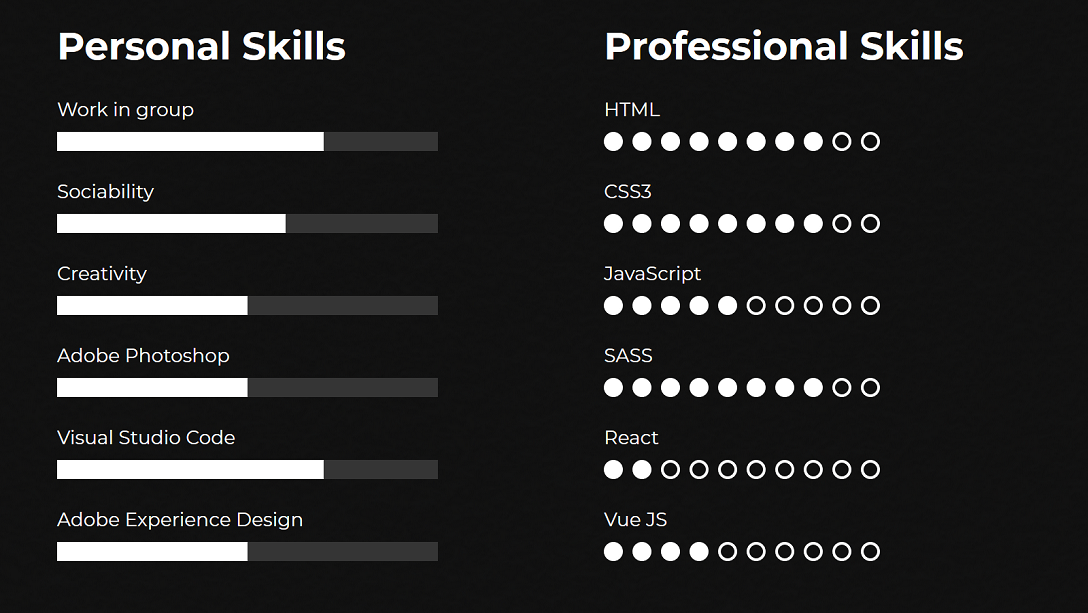 Personal Skills
Work in group
Sociability
Creativity
Adobe Photoshop
Visual Studio Code
Adobe Experience Design
Professional Skills
HTML
CSS3
JavaScript
SASS
React
Vue JS